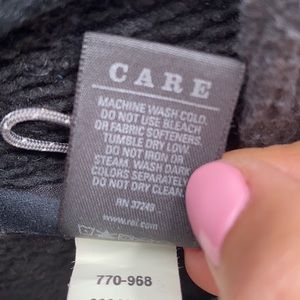 CARE
MACHINE WASH COLD.
DO NOT USE BLEACH
OR FABRIC SOFTENERS.
TUMBLE DRY LOW.
DO NOT IRON OR
STEAM. WASH DARK
COLORS SEPARATELY.
DO NOT DRY CLEAN.
RN 37249
www.rei.com
770-968